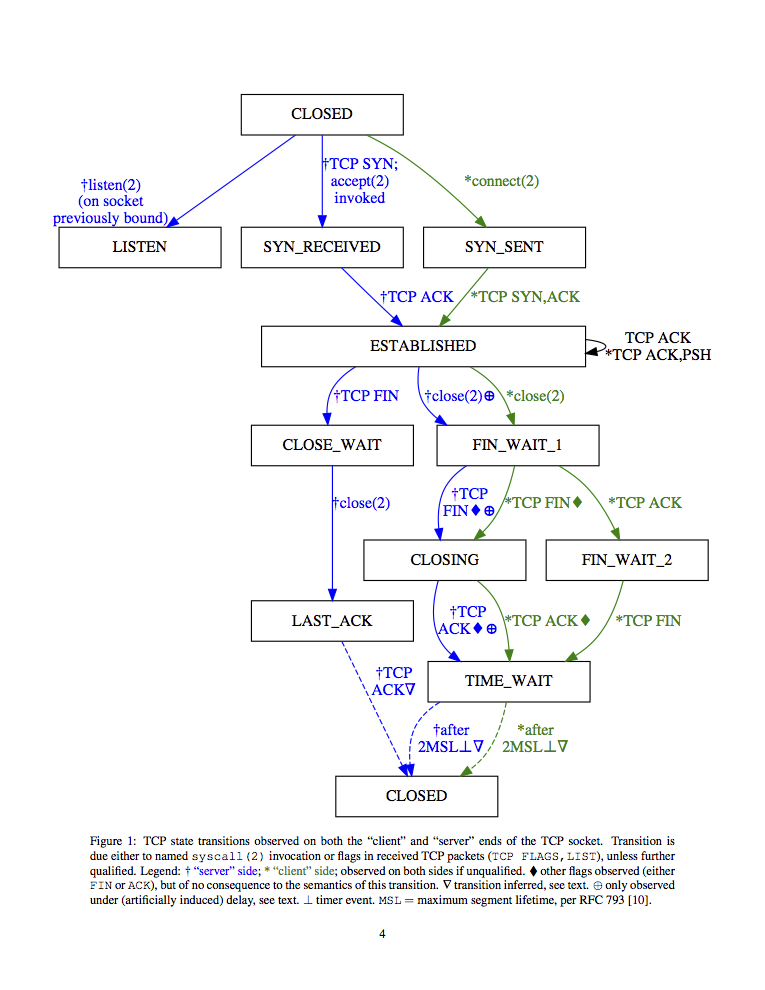 CLOSED
†listen(2)
(on socket
previously bound)
†TCP SYN;
accept(2)
invoked
*connect(2)
LISTEN
SYN_RECEIVED
SYN_SENT
†TCP ACK
*TCP SYN,ACK
ESTABLISHED
TCP ACK
*TCP ACK,PSH
†TCP FIN
†close(2)⊕
*close(2)
CLOSE_WAIT
FIN_WAIT_1
†close(2)
†TCP
FIN♦⊕
*TCP FIN♦
*TCP ACK
CLOSING
FIN_WAIT_2
LAST_ACK
†TCP
ACK♦⊕
*TCP ACK♦
*TCP FIN
†TCP
ACK∇
TIME_WAIT
†after
2MSL⊥∇
*after
2MSL⊥∇
CLOSED
Figure 1: TCP state transitions observed on both the “client” and “server” ends of the TCP socket. Transition is
due either to named syscall(2) invocation or flags in received TCP packets (TCP FLAGS,LIST), unless further
qualified. Legend: † “server” side; * “client” side; observed on both sides if unqualified. ♦ other flags observed (either
FIN or ACK), but of no consequence to the semantics of this transition. ∇ transition inferred, see text. ⊕ only observed
under (artificially induced) delay, see text. ⊥ timer event. MSL = maximum segment lifetime, per RFC 793 [10].
4